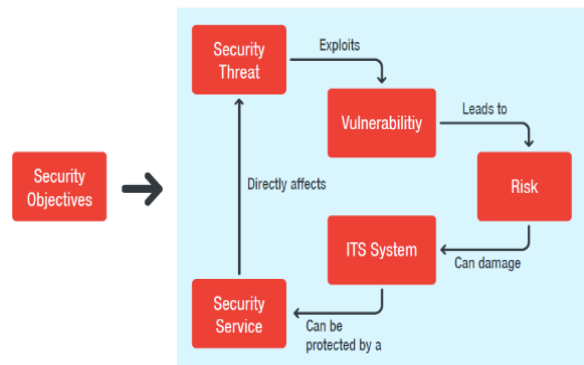 Security
Threat
Exploits
Vulnerabilitiy
Leads to
Security
Objectives
Directly affects
Risk
ITS System
Can damage
Security
Service
Can be
protected by a